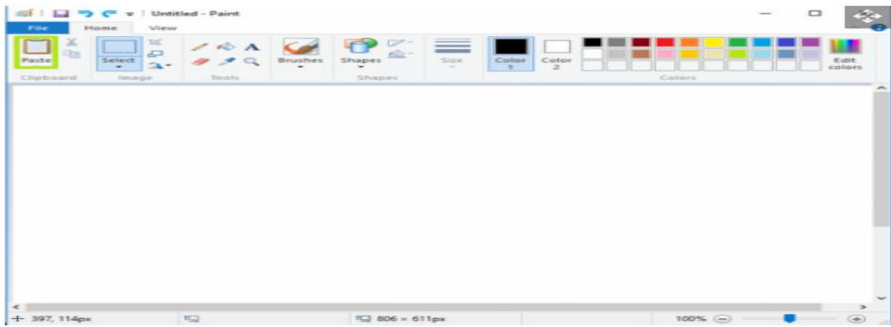 Untitled - Paint
File Home View
Paste Select Brushes Shapes Size Color 1 Color 2 Edit colors
Clipboard Image Tools Shapes Colors
397, 114px 806 × 611px 100%